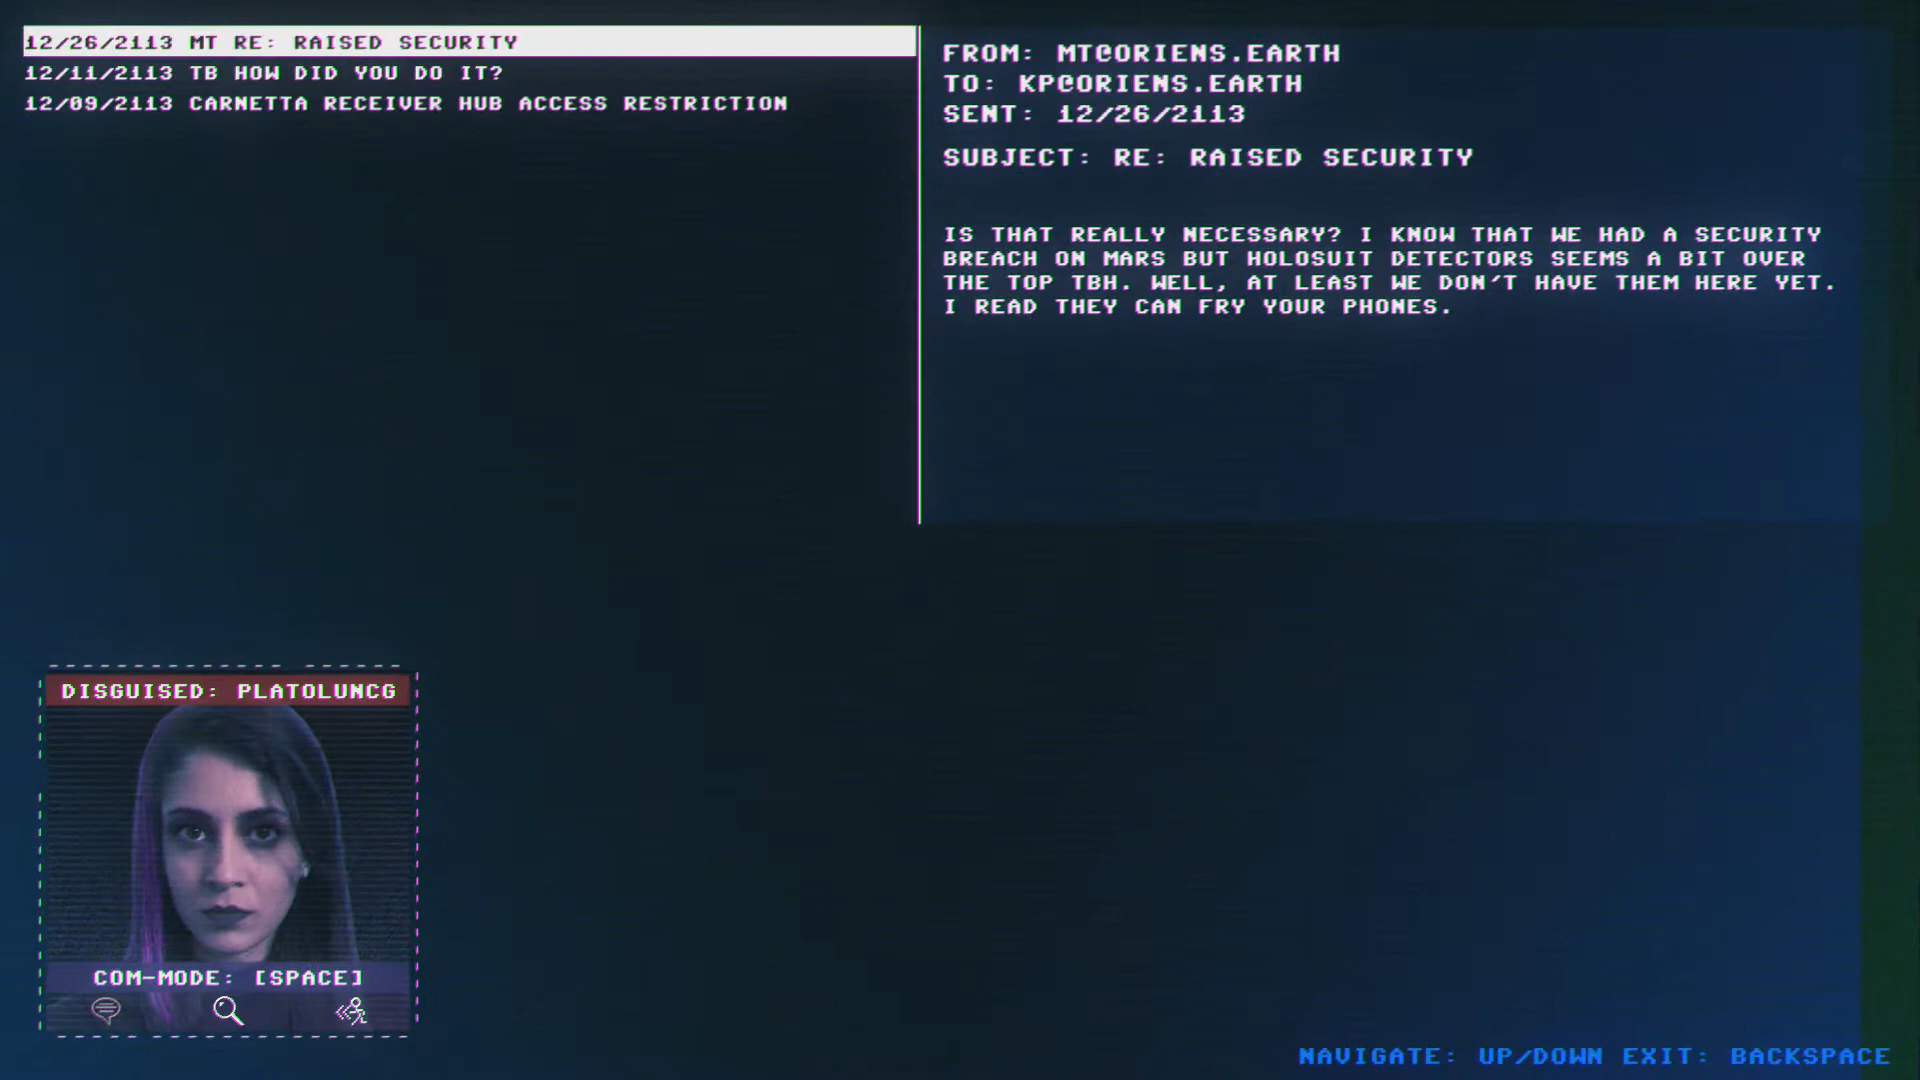 12/26/2113 MT RE: RAISED SECURITY
12/11/2113 TB HOW DID YOU DO IT?
12/09/2113 CARNETTA RECEIVER HUB ACCESS RESTRICTION
FROM: MT@ORIENS.EARTH
TO: KP@ORIENS.EARTH
SENT: 12/26/2113
SUBJECT: RE: RAISED SECURITY
IS THAT REALLY NECESSARY? I KNOW THAT WE HAD A SECURITY
BREACH ON MARS BUT HOLOSUIT DETECTORS SEEMS A BIT OVER
THE TOP TBH. WELL, AT LEAST WE DON'T HAVE THEM HERE YET.
I READ THEY CAN FRY YOUR PHONES.
DISGUISED: PLATOLUNCG
COM-MODE: [SPACE]
NAVIGATE: UP/DOWN EXIT: BACKSPACE